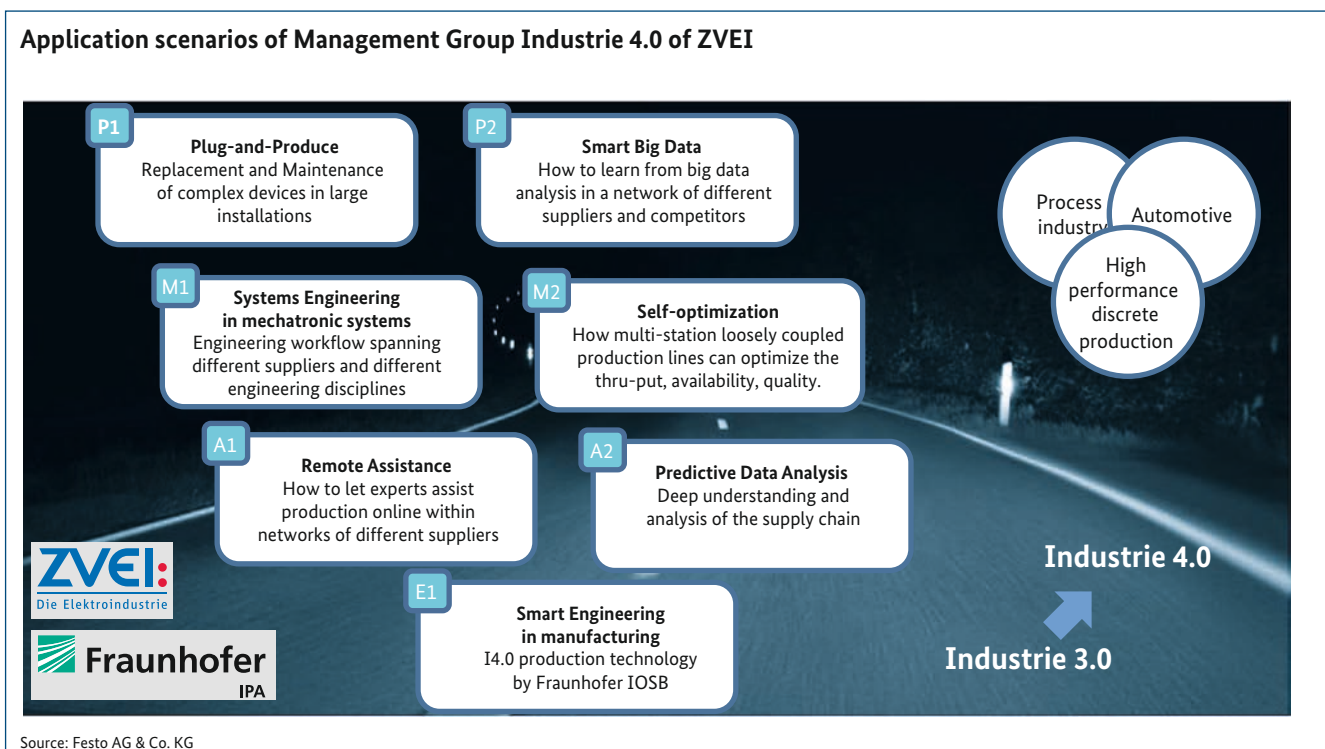 Application scenarios of Management Group Industrie 4.0 of ZVEI
P1
Plug-and-Produce
Replacement and Maintenance
of complex devices in large
installations
P2
Smart Big Data
How to learn from big data
analysis in a network of different
suppliers and competitors
Process
industry
Automotive
High
performance
discrete
production
M1
Systems Engineering
in mechatronic systems
Engineering workflow spanning
different suppliers and different
engineering disciplines
M2
Self-optimization
How multi-station loosely coupled
production lines can optimize the
thru-put, availability, quality.
A1
Remote Assistance
How to let experts assist
production online within
networks of different suppliers
A2
Predictive Data Analysis
Deep understanding and
analysis of the supply chain
ZVEI:
Die Elektroindustrie
Fraunhofer
IPA
E1
Smart Engineering
in manufacturing
I4.0 production technology
by Fraunhofer IOSB
Industrie 4.0
Industrie 3.0
Source: Festo AG & Co. KG